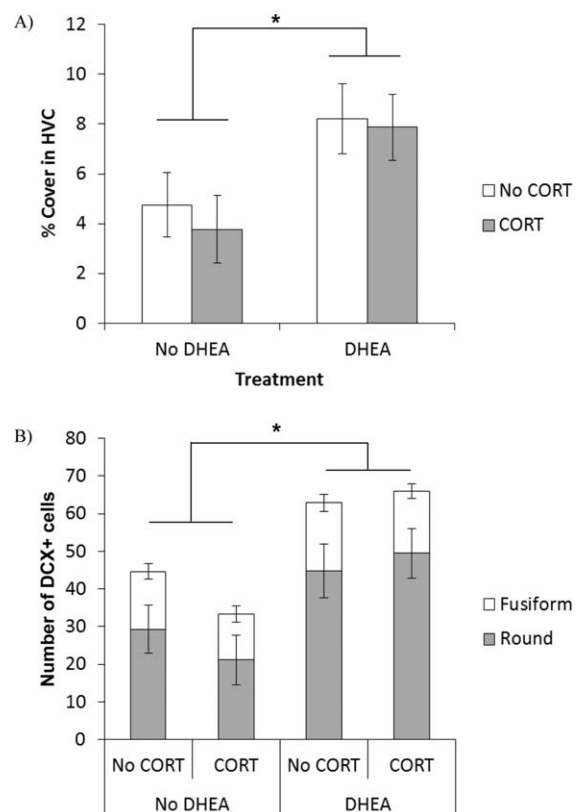 A)
*
12
10
8
6
4
2
0
% Cover in HVC
No DHEA DHEA
Treatment
No CORT
CORT
B)
*
80
70
60
50
40
30
20
10
0
Number of DCX+ cells
Fusiform
Round
No CORT CORT No CORT CORT
No DHEA DHEA